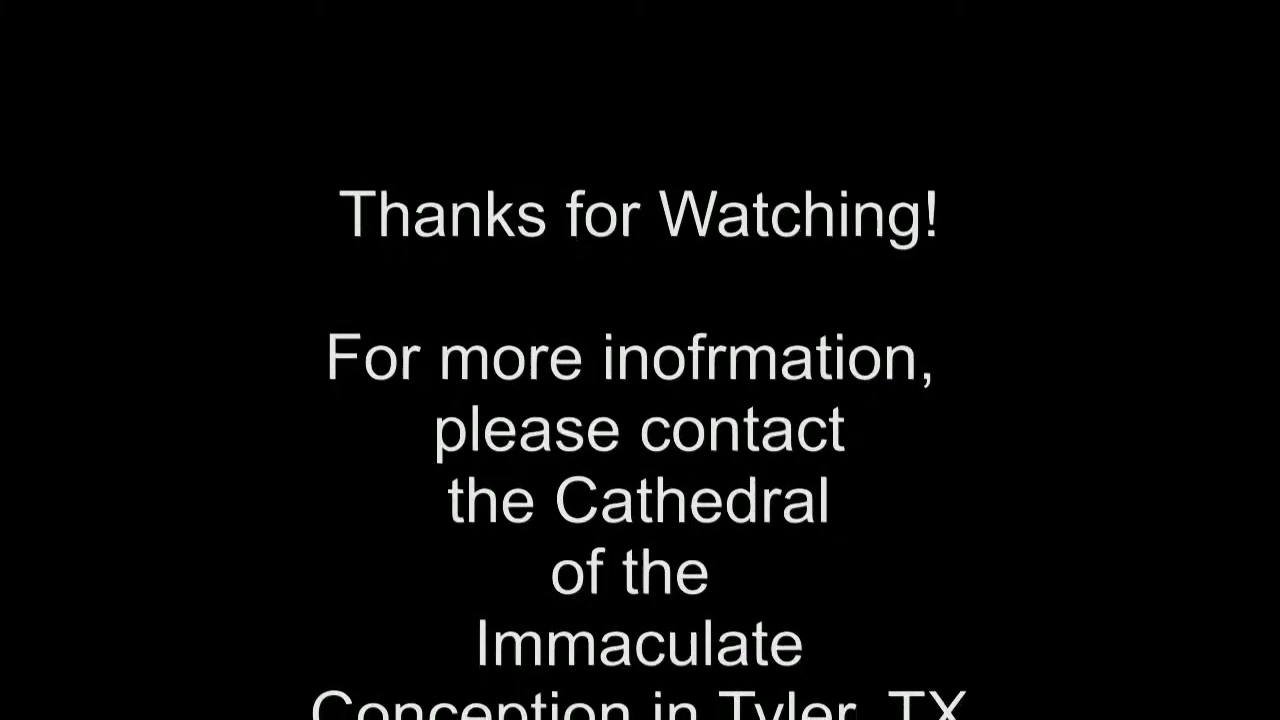 Thanks for Watching!
For more inofrmation,
please contact
the Cathedral
of the
Immaculate
Conception in Tyler, TX